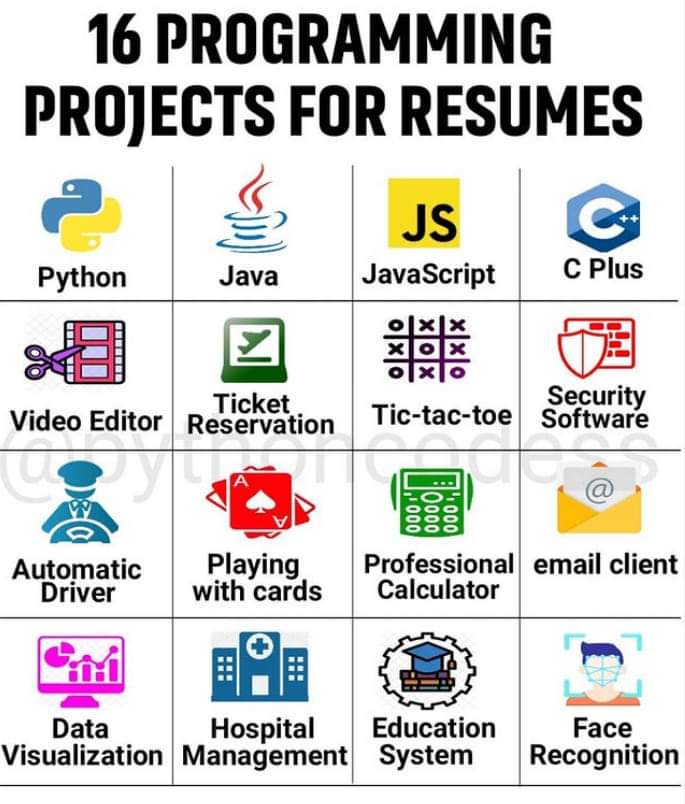 16 PROGRAMMING
PROJECTS FOR RESUMES
JS
C++
Python
Java
JavaScript
C Plus
Video Editor
Ticket
Reservation
Tic-tac-toe
Security
Software
@pythoncodess
A
A
@
Automatic
Driver
Playing
with cards
Professional
Calculator
email client
Data
Visualization
Hospital
Management
Education
System
Face
Recognition